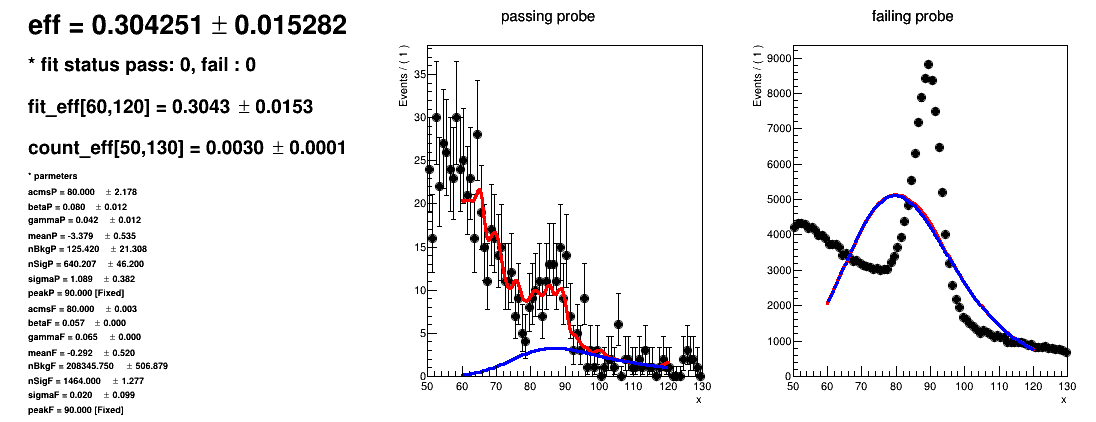 eff = 0.304251 ± 0.015282
* fit status pass: 0, fail : 0
fit_eff[60,120] = 0.3043 ± 0.0153
count_eff[50,130] = 0.0030 ± 0.0001
* parmeters
acmsP = 80.000 ± 2.178
betaP = 0.080 ± 0.012
gammaP = 0.042 ± 0.012
meanP = -3.379 ± 0.535
nBkgP = 125.420 ± 21.308
nSigP = 640.207 ± 46.200
sigmaP = 1.089 ± 0.382
peakP = 90.000 [Fixed]
acmsF = 80.000 ± 0.003
betaF = 0.057 ± 0.000
gammaF = 0.065 ± 0.000
meanF = -0.292 ± 0.520
nBkgF = 208345.750 ± 506.879
nSigF = 1464.000 ± 1.277
sigmaF = 0.020 ± 0.099
peakF = 90.000 [Fixed]
passing probe
Events / ( 1 )
35
30
25
20
15
10
5
0
50 60 70 80 90 100 110 120 130
x
failing probe
Events / ( 1 )
9000
8000
7000
6000
5000
4000
3000
2000
1000
0
50 60 70 80 90 100 110 120 130
x